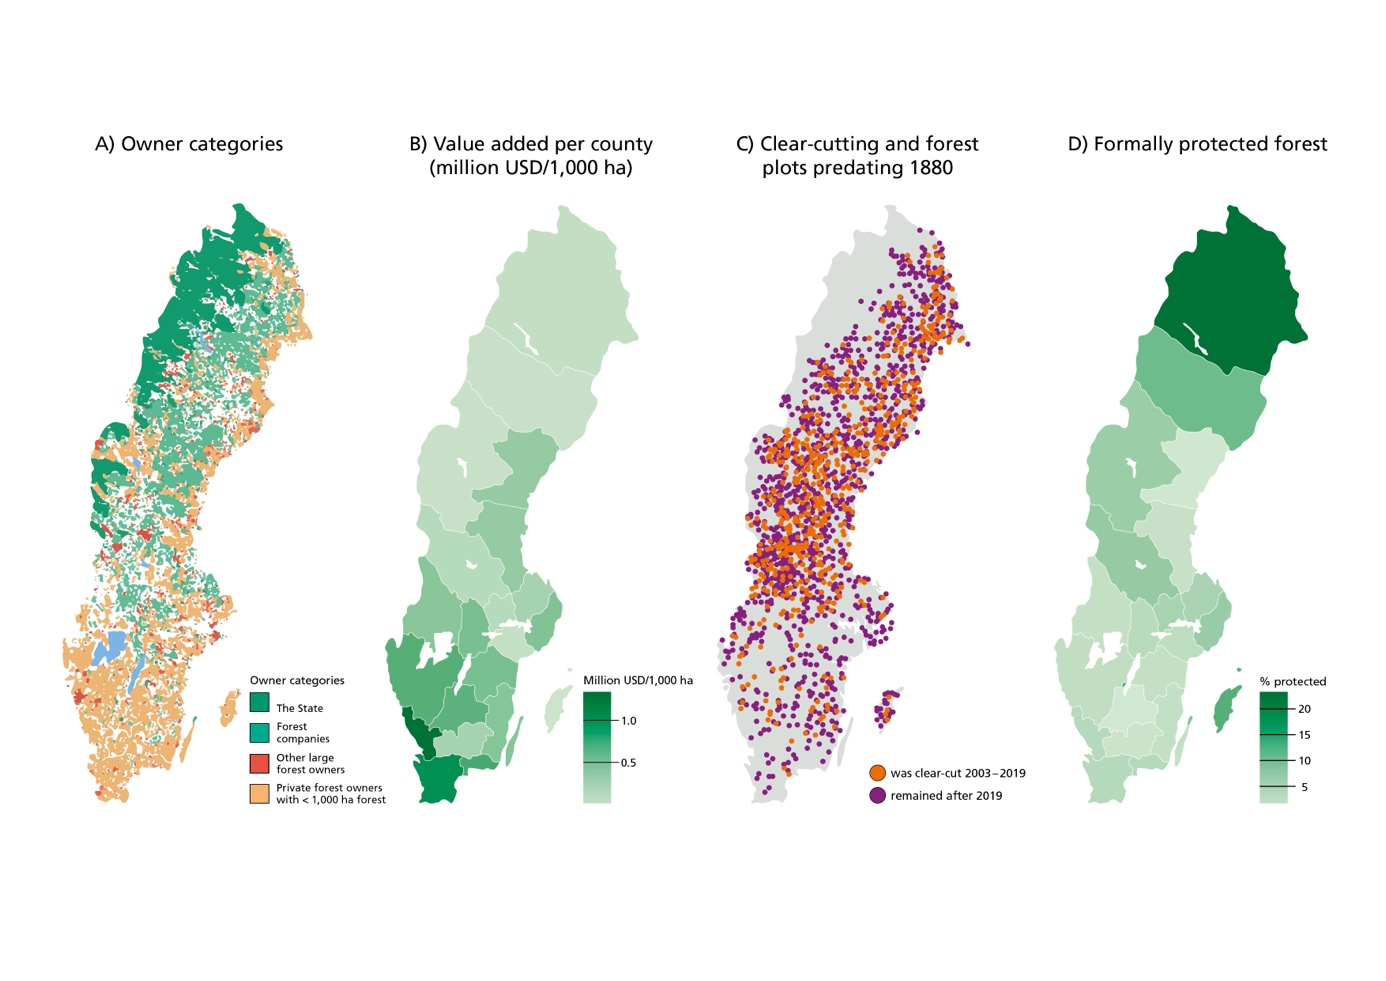 A) Owner categories
B) Value added per county
(million USD/1,000 ha)
C) Clear-cutting and forest
plots predating 1880
D) Formally protected forest
Owner categories
The State
Forest
companies
Other large
forest owners
Private forest owners
with < 1,000 ha forest
Million USD/1,000 ha
1.0
0.5
was clear-cut 2003–2019
remained after 2019
% protected
20
15
10
5